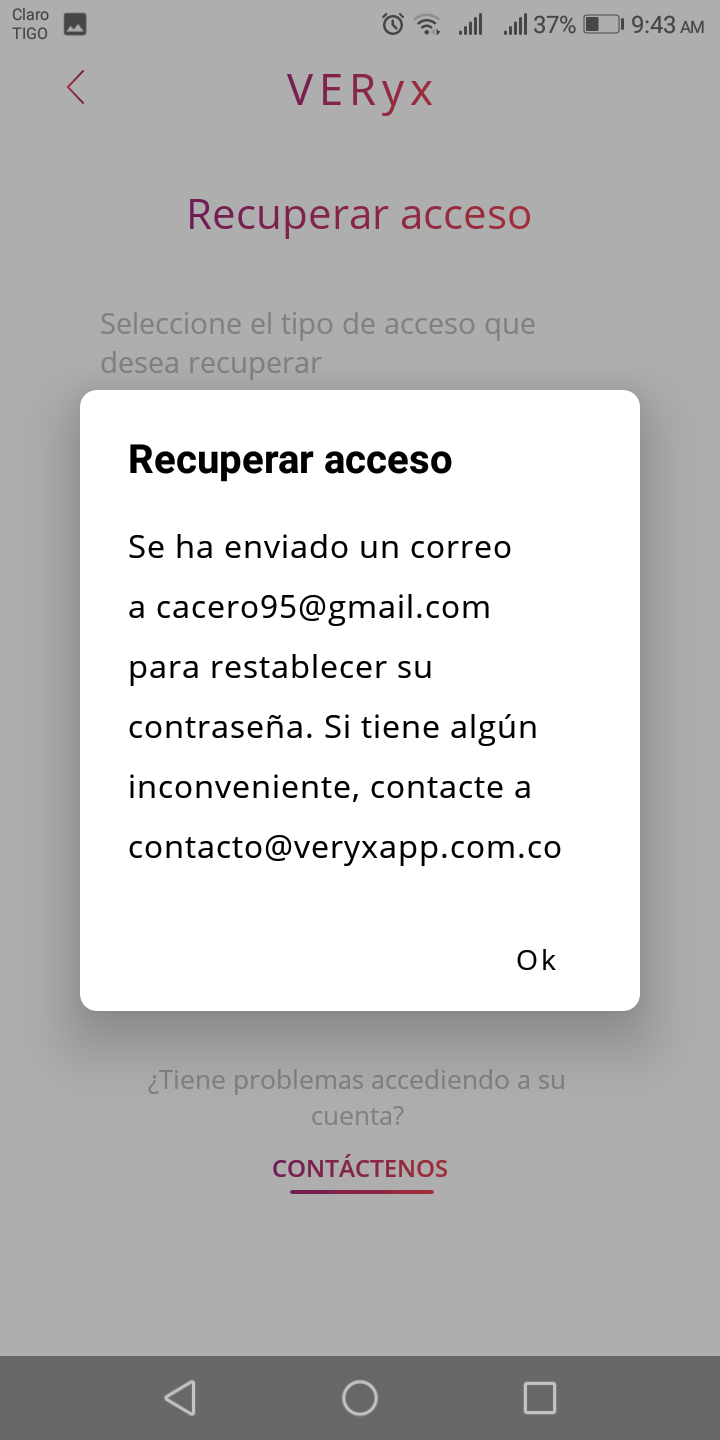 Claro
TIGO
37%
9:43 AM
VERyx
Recuperar acceso
Seleccione el tipo de acceso que
desea recuperar
Recuperar acceso
Se ha enviado un correo
a cacero95@gmail.com
para restablecer su
contraseña. Si tiene algún
inconveniente, contacte a
contacto@veryxapp.com.co
Ok
¿Tiene problemas accediendo a su
cuenta?
CONTÁCTENOS